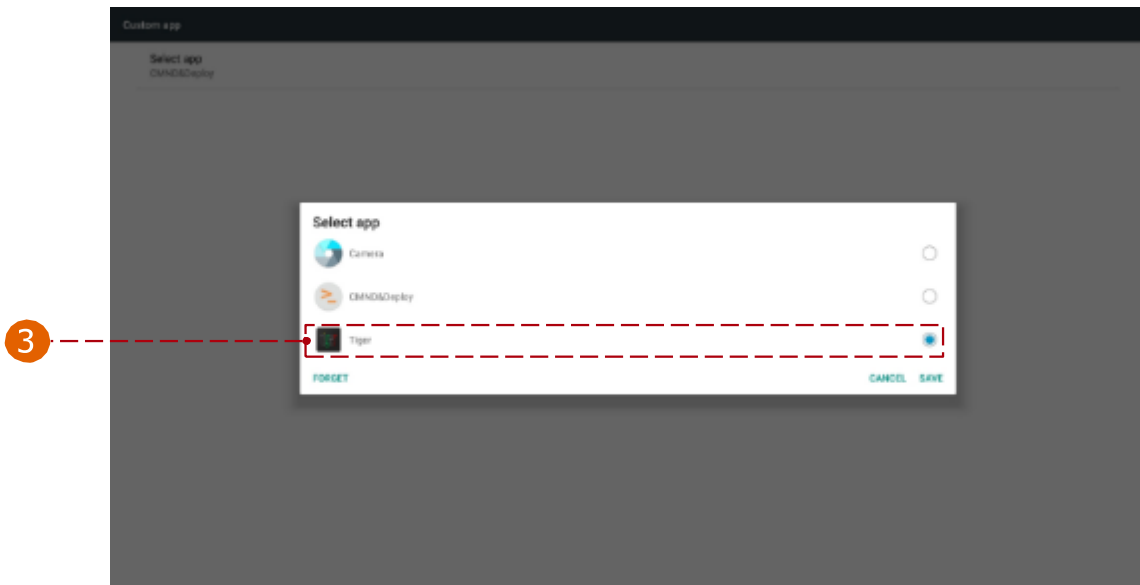 Custom app
Select app
CMND&Deploy
Select app
Camera
CMND&Deploy
3
Tiger
FORGET
CANCEL SAVE